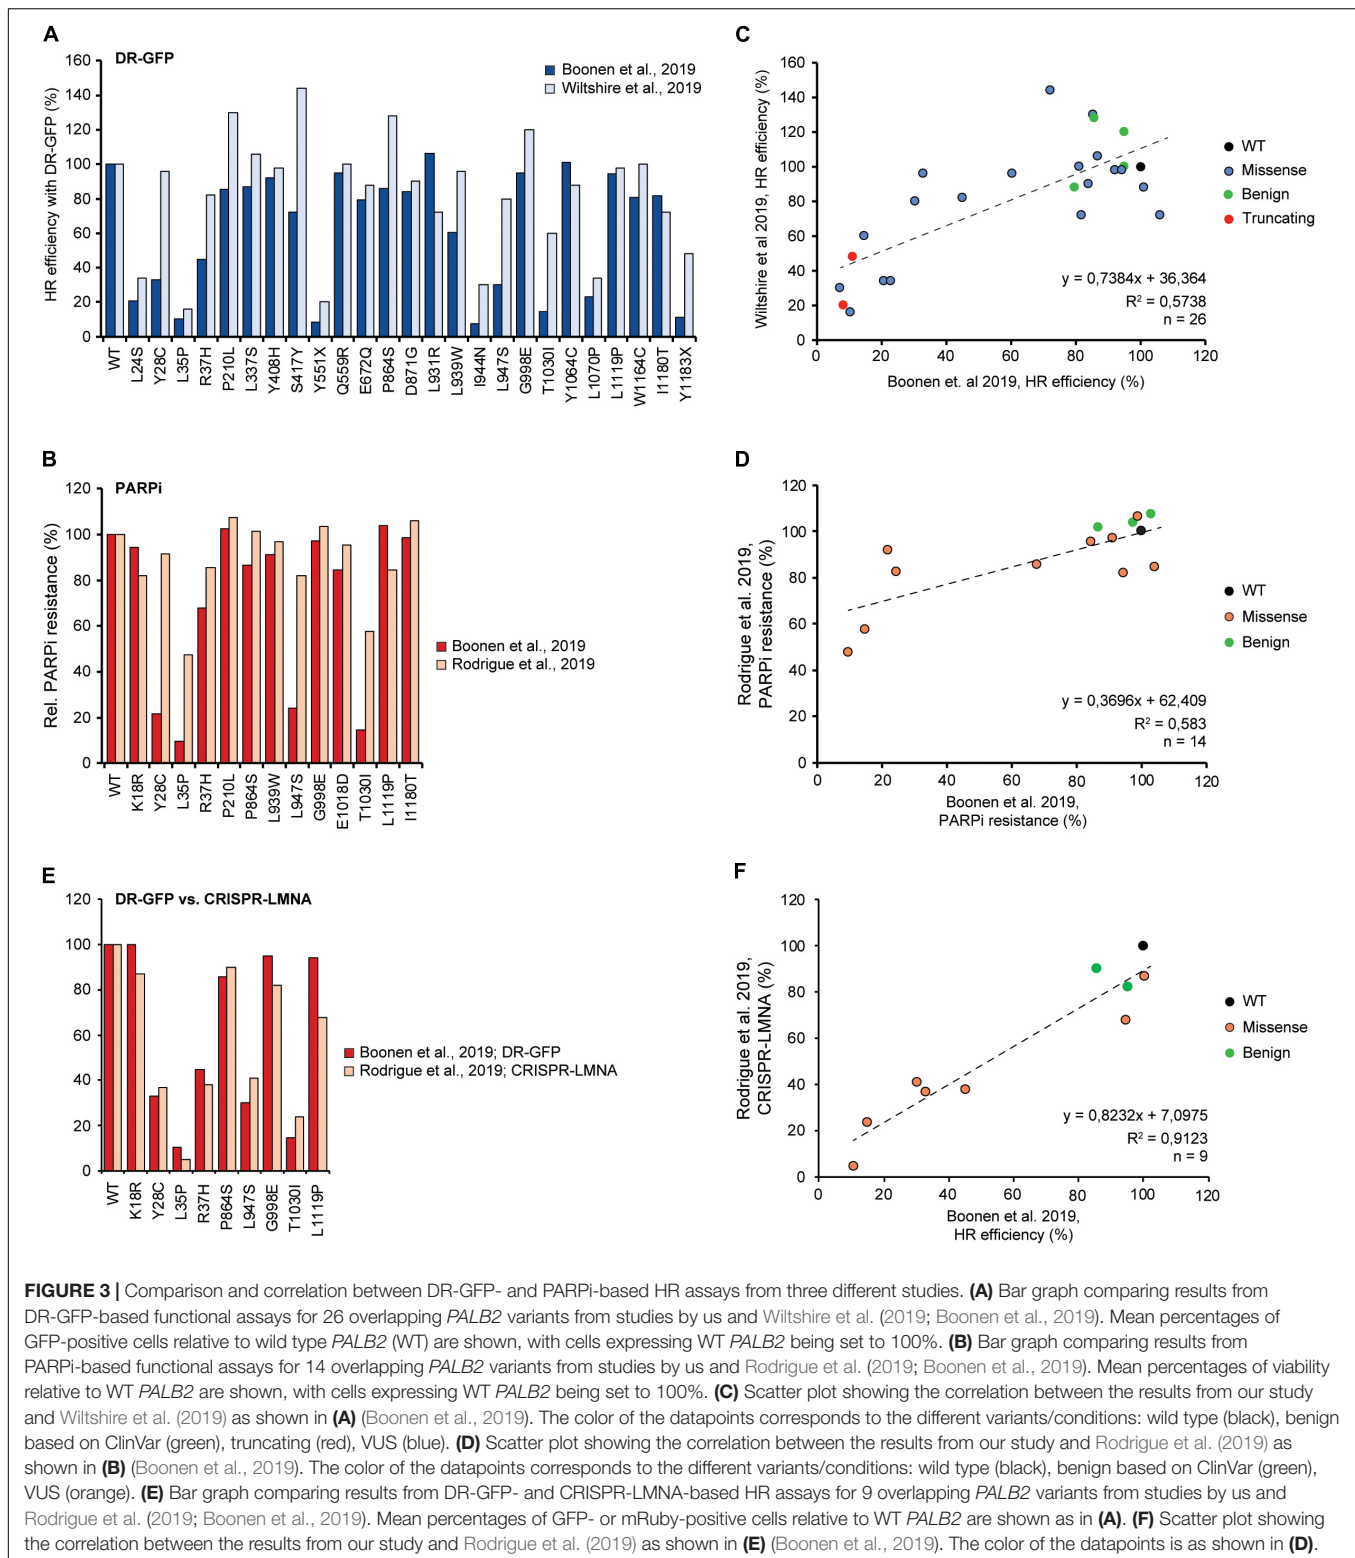 A
DR-GFP
HR efficiency with DR-GFP (%)
160
140
120
100
80
60
40
20
0
Boonen et al., 2019
Wiltshire et al., 2019
WT
L24S
Y28C
L35P
R37H
P210L
L337S
Y408H
S417Y
Y551X
Q559R
E672Q
P864S
D871G
L931R
L939W
I944N
L947S
G998E
T1030I
Y1064C
L1070P
L1119P
W1164C
I1180T
Y1183X
C
Wiltshire et al 2019, HR efficiency (%)
160
140
120
100
80
60
40
20
0
WT
Missense
Benign
Truncating
y = 0,7384x + 36,364
R² = 0,5738
n = 26
0 20 40 60 80 100 120
Boonen et. al 2019, HR efficiency (%)
B
PARPi
Rel. PARPi resistance (%)
120
100
80
60
40
20
0
Boonen et al., 2019
Rodrigue et al., 2019
WT
K18R
Y28C
L35P
R37H
P210L
P864S
L939W
L947S
G998E
E1018D
T1030I
L1119P
I1180T
D
Rodrigue et al. 2019,
PARPi resistance (%)
120
100
80
60
40
20
0
WT
Missense
Benign
y = 0,3696x + 62,409
R² = 0,583
n = 14
0 20 40 60 80 100 120
Boonen et al. 2019,
PARPi resistance (%)
E
DR-GFP vs. CRISPR-LMNA
120
100
80
60
40
20
0
Boonen et al., 2019; DR-GFP
Rodrigue et al., 2019; CRISPR-LMNA
WT
K18R
Y28C
L35P
R37H
P864S
L947S
G998E
T1030I
L1119P
F
Rodrigue et al. 2019,
CRISPR-LMNA (%)
120
100
80
60
40
20
0
WT
Missense
Benign
y = 0,8232x + 7,0975
R² = 0,9123
n = 9
0 20 40 60 80 100 120
Boonen et al. 2019,
HR efficiency (%)
FIGURE 3 | Comparison and correlation between DR-GFP- and PARPi-based HR assays from three different studies. (A) Bar graph comparing results from
DR-GFP-based functional assays for 26 overlapping PALB2 variants from studies by us and Wiltshire et al. (2019; Boonen et al., 2019). Mean percentages of
GFP-positive cells relative to wild type PALB2 (WT) are shown, with cells expressing WT PALB2 being set to 100%. (B) Bar graph comparing results from
PARPi-based functional assays for 14 overlapping PALB2 variants from studies by us and Rodrigue et al. (2019; Boonen et al., 2019). Mean percentages of viability
relative to WT PALB2 are shown, with cells expressing WT PALB2 being set to 100%. (C) Scatter plot showing the correlation between the results from our study
and Wiltshire et al. (2019) as shown in (A) (Boonen et al., 2019). The color of the datapoints corresponds to the different variants/conditions: wild type (black), benign
based on ClinVar (green), truncating (red), VUS (blue). (D) Scatter plot showing the correlation between the results from our study and Rodrigue et al. (2019) as
shown in (B) (Boonen et al., 2019). The color of the datapoints corresponds to the different variants/conditions: wild type (black), benign based on ClinVar (green),
VUS (orange). (E) Bar graph comparing results from DR-GFP- and CRISPR-LMNA-based HR assays for 9 overlapping PALB2 variants from studies by us and
Rodrigue et al. (2019; Boonen et al., 2019). Mean percentages of GFP- or mRuby-positive cells relative to WT PALB2 are shown as in (A). (F) Scatter plot showing
the correlation between the results from our study and Rodrigue et al. (2019) as shown in (E) (Boonen et al., 2019). The color of the datapoints is as shown in (D).